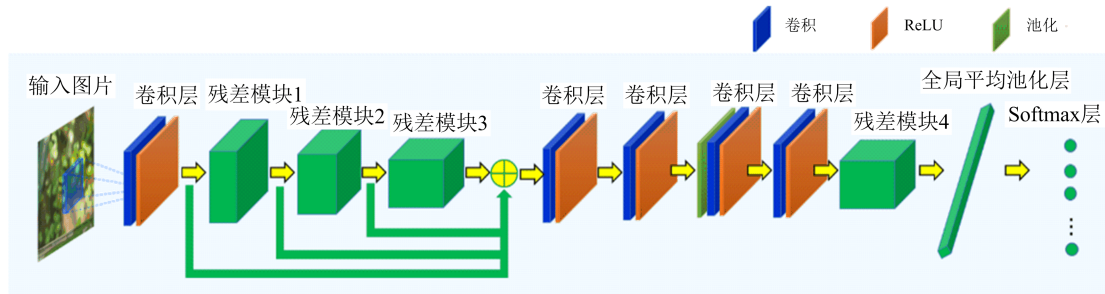 卷积
ReLU
池化
输入图片
卷积层
残差模块1
残差模块2
残差模块3
卷积层
卷积层
卷积层
卷积层
残差模块4
全局平均池化层
Softmax层